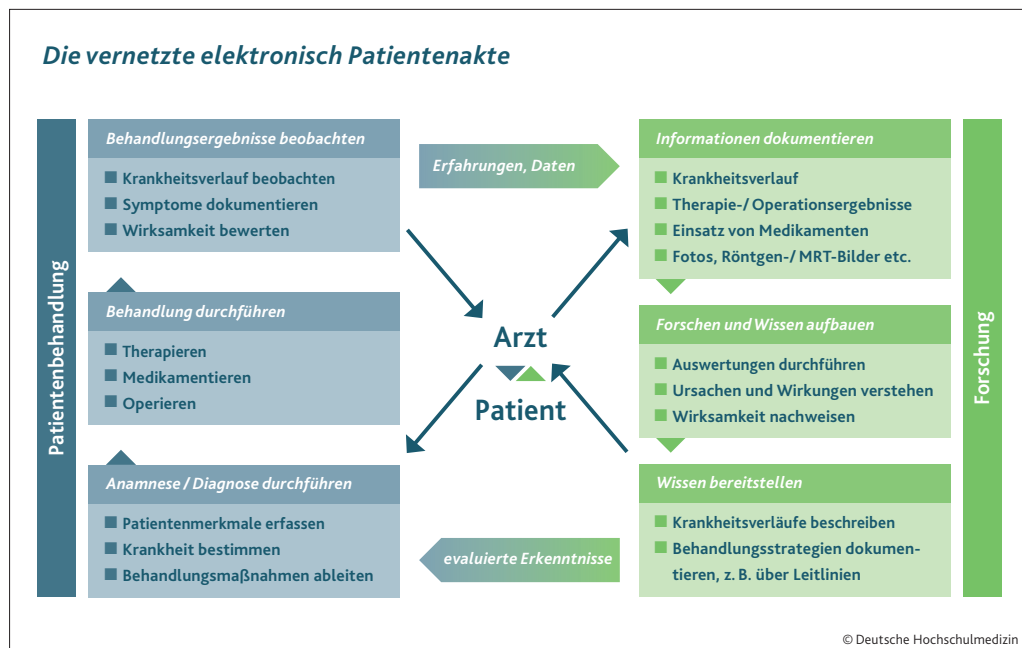 Die vernetzte elektronisch Patientenakte
Patientenbehandlung
Behandlungsergebnisse beobachten
Krankheitsverlauf beobachten
Symptome dokumentieren
Wirksamkeit bewerten
Behandlung durchführen
Therapieren
Medikamentieren
Operieren
Anamnese / Diagnose durchführen
Patientenmerkmale erfassen
Krankheit bestimmen
Behandlungsmaßnahmen ableiten
Erfahrungen, Daten
Arzt
Patient
evaluierte Erkenntnisse
Informationen dokumentieren
Krankheitsverlauf
Therapie-/ Operationsergebnisse
Einsatz von Medikamenten
Fotos, Röntgen-/ MRT-Bilder etc.
Forschen und Wissen aufbauen
Auswertungen durchführen
Ursachen und Wirkungen verstehen
Wirksamkeit nachweisen
Wissen bereitstellen
Krankheitsverläufe beschreiben
Behandlungsstrategien dokumen-
tieren, z. B. über Leitlinien
Forschung
© Deutsche Hochschulmedizin